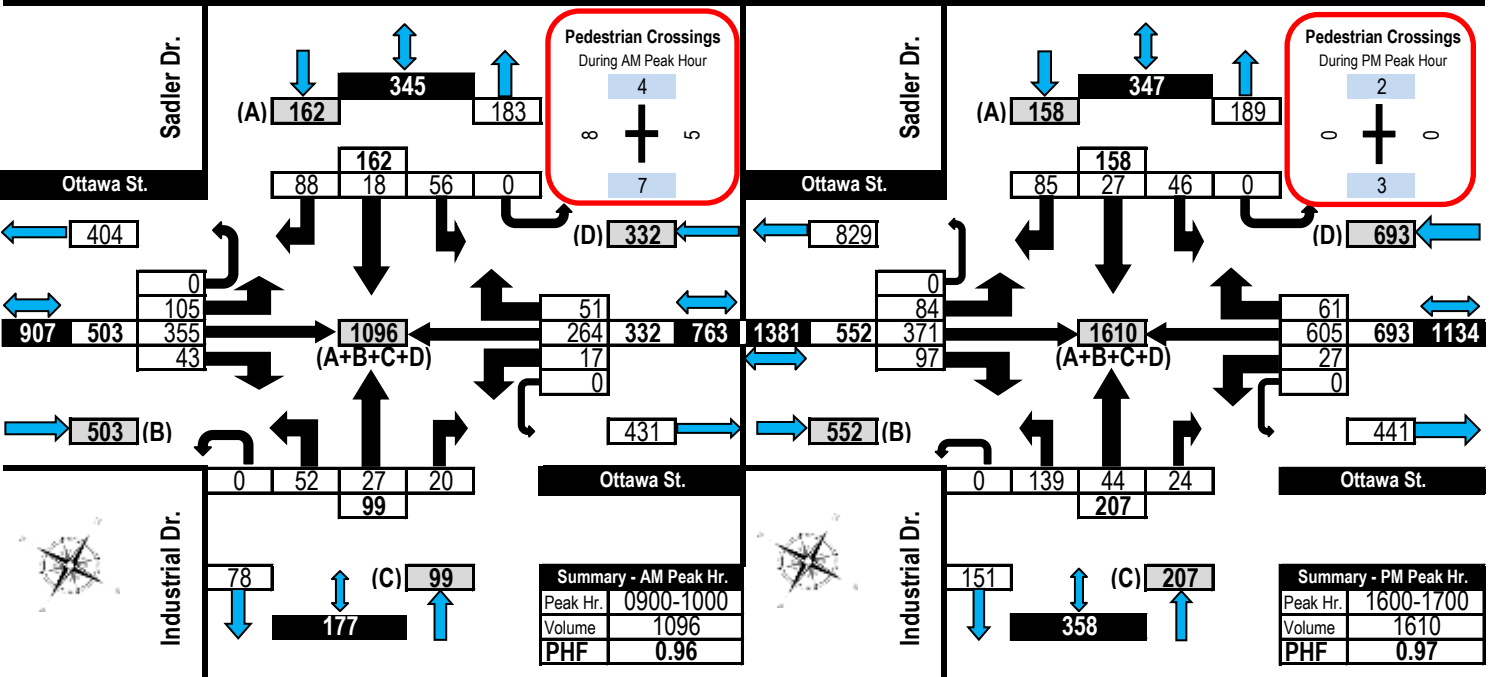 Sadler Dr.
345
(A) 162
183
Pedestrian Crossings
During AM Peak Hour
4
8 5
7
162
88 18 56 0
Ottawa St.
404
(D) 332
0
105 51
907 503 355 1096 264 332 763
43 (A+B+C+D) 17
0
503 (B)
431
0 52 27 20
99
Ottawa St.
Industrial Dr.
78
(C) 99
177
Summary - AM Peak Hr.
Peak Hr. 0900-1000
Volume 1096
PHF 0.96
Sadler Dr.
347
(A) 158
189
Pedestrian Crossings
During PM Peak Hour
2
0 0
3
158
85 27 46 0
Ottawa St.
829
(D) 693
0
84 61
1381 552 371 1610 605 693 1134
97 (A+B+C+D) 27
0
552 (B)
441
0 139 44 24
207
Ottawa St.
Industrial Dr.
151
(C) 207
358
Summary - PM Peak Hr.
Peak Hr. 1600-1700
Volume 1610
PHF 0.97